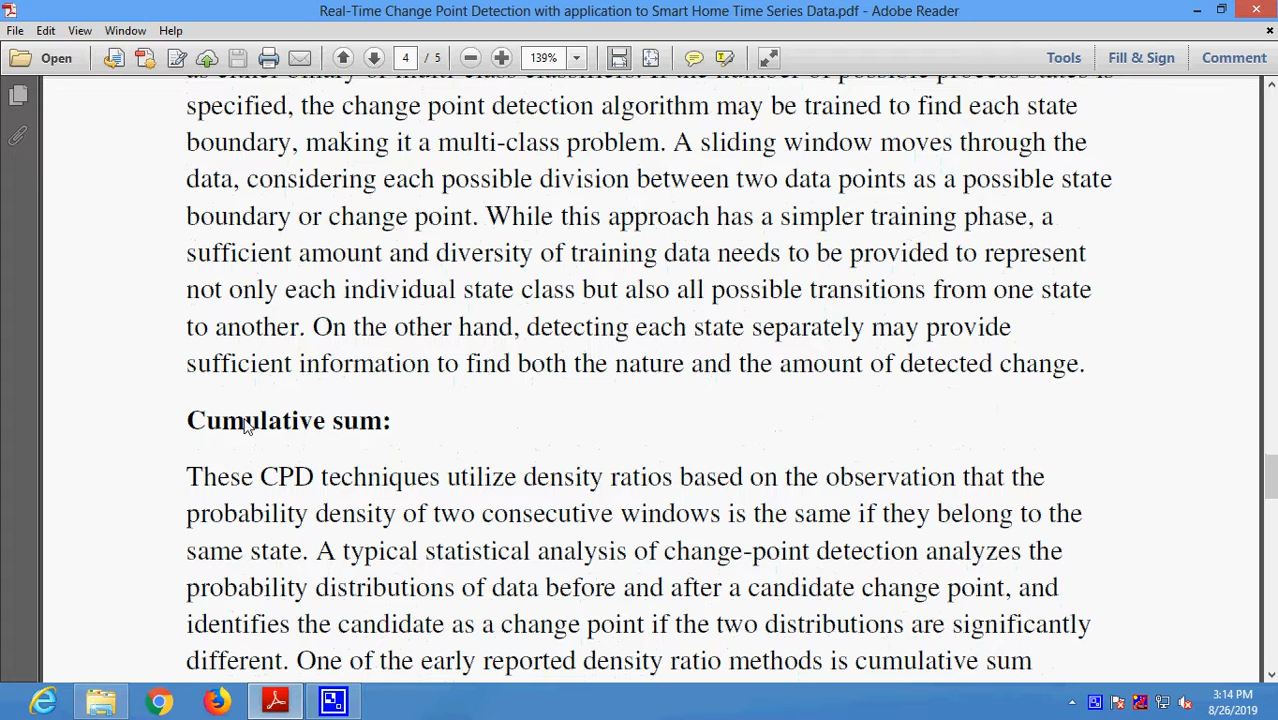 Real-Time Change Point Detection with application to Smart Home Time Series Data.pdf - Adobe Reader
File Edit View Window Help
Open 4 / 5 139% Tools Fill & Sign Comment
specified, the change point detection algorithm may be trained to find each state
boundary, making it a multi-class problem. A sliding window moves through the
data, considering each possible division between two data points as a possible state
boundary or change point. While this approach has a simpler training phase, a
sufficient amount and diversity of training data needs to be provided to represent
not only each individual state class but also all possible transitions from one state
to another. On the other hand, detecting each state separately may provide
sufficient information to find both the nature and the amount of detected change.
Cumulative sum:
These CPD techniques utilize density ratios based on the observation that the
probability density of two consecutive windows is the same if they belong to the
same state. A typical statistical analysis of change-point detection analyzes the
probability distributions of data before and after a candidate change point, and
identifies the candidate as a change point if the two distributions are significantly
different. One of the early reported density ratio methods is cumulative sum
3:14 PM
8/26/2019